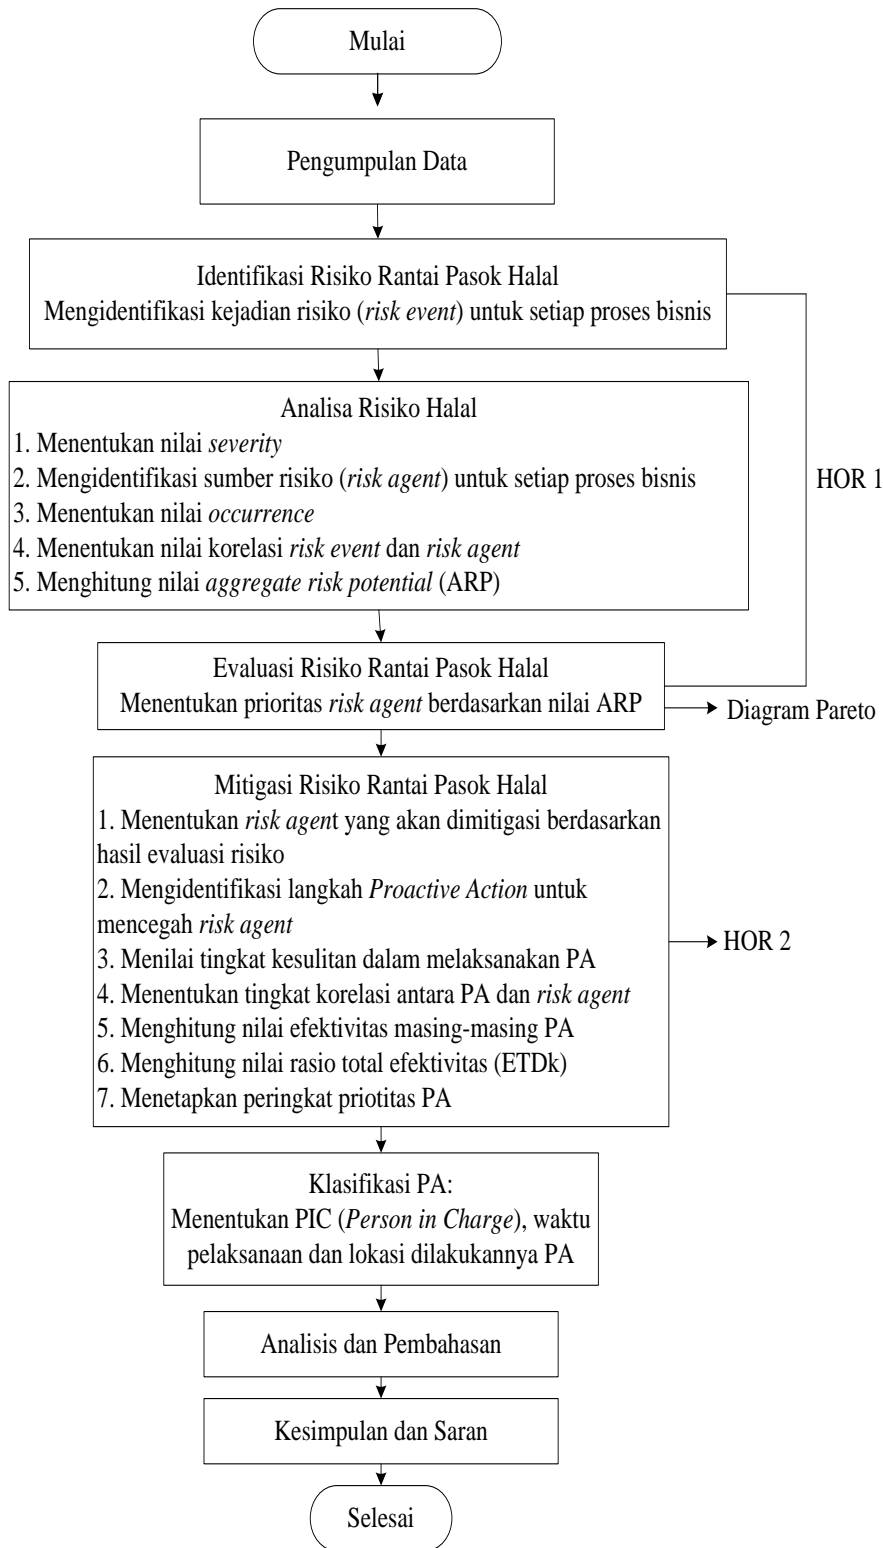 Mulai
Pengumpulan Data
Identifikasi Risiko Rantai Pasok Halal
Mengidentifikasi kejadian risiko (risk event) untuk setiap proses bisnis
Analisa Risiko Halal
1. Menentukan nilai severity
2. Mengidentifikasi sumber risiko (risk agent) untuk setiap proses bisnis
3. Menentukan nilai occurrence
4. Menentukan nilai korelasi risk event dan risk agent
5. Menghitung nilai aggregate risk potential (ARP)
HOR 1
Evaluasi Risiko Rantai Pasok Halal
Menentukan prioritas risk agent berdasarkan nilai ARP
Diagram Pareto
Mitigasi Risiko Rantai Pasok Halal
1. Menentukan risk agent yang akan dimitigasi berdasarkan
hasil evaluasi risiko
2. Mengidentifikasi langkah Proactive Action untuk
mencegah risk agent
3. Menilai tingkat kesulitan dalam melaksanakan PA
4. Menentukan tingkat korelasi antara PA dan risk agent
5. Menghitung nilai efektivitas masing-masing PA
6. Menghitung nilai rasio total efektivitas (ETDk)
7. Menetapkan peringkat priotitas PA
HOR 2
Klasifikasi PA:
Menentukan PIC (Person in Charge), waktu
pelaksanaan dan lokasi dilakukannya PA
Analisis dan Pembahasan
Kesimpulan dan Saran
Selesai